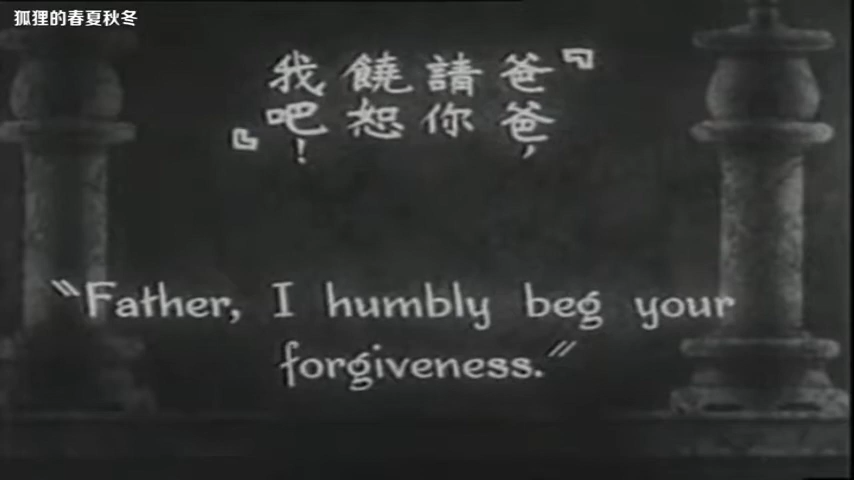 狐狸的春夏秋冬
『爸爸,
請你
饒恕
我吧!』
“Father, I humbly beg your
forgiveness.”